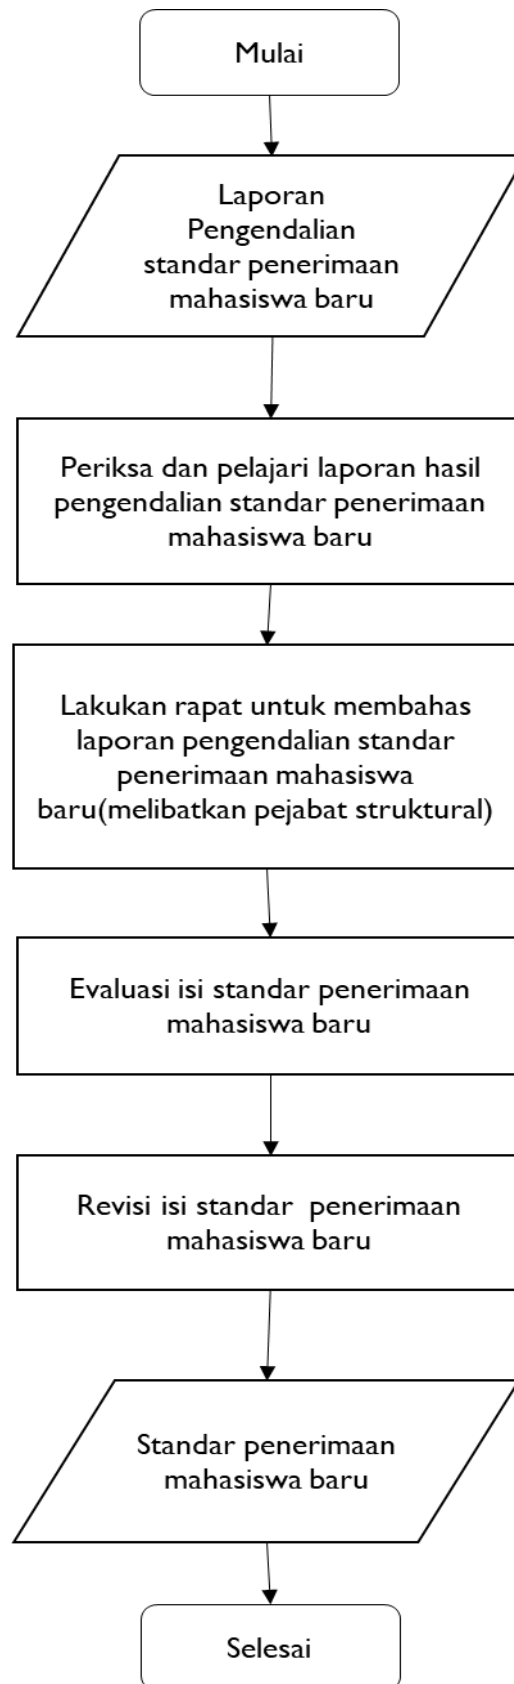 Mulai
Laporan
Pengendalian
standar penerimaan
mahasiswa baru
Periksa dan pelajari laporan hasil
pengendalian standar penerimaan
mahasiswa baru
Lakukan rapat untuk membahas
laporan pengendalian standar
penerimaan mahasiswa
baru(melibatkan pejabat struktural)
Evaluasi isi standar penerimaan
mahasiswa baru
Revisi isi standar  penerimaan
mahasiswa baru
Standar penerimaan
mahasiswa baru
Selesai